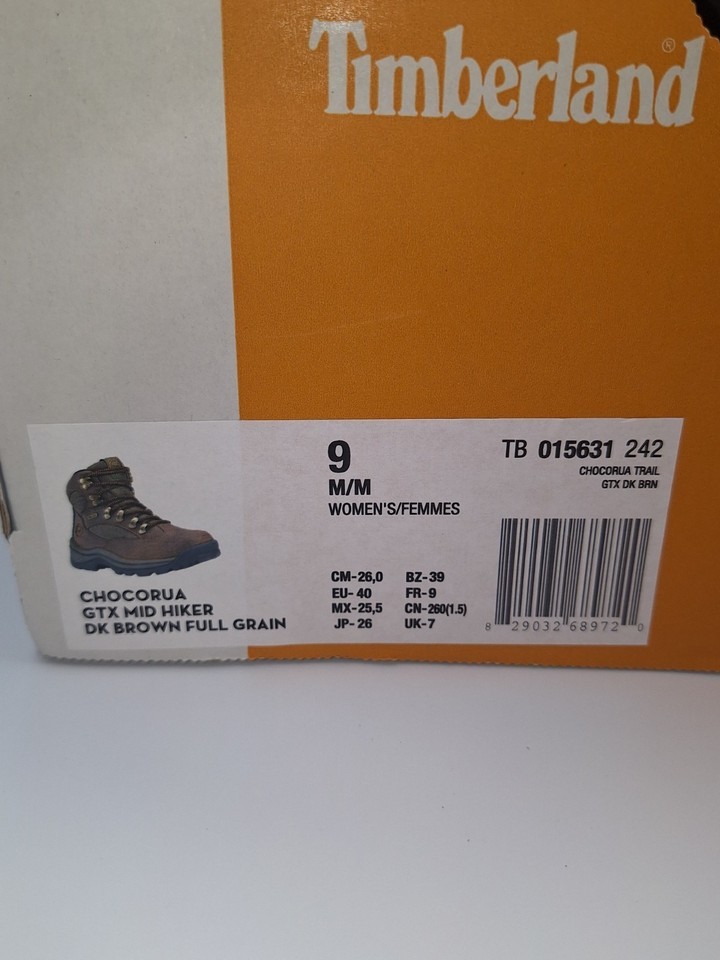 Timberland®
9
M/M
WOMEN'S/FEMMES
TB 015631 242
CHOCORUA TRAIL
GTX DK BRN
CHOCORUA
GTX MID HIKER
DK BROWN FULL GRAIN
CM-26,0 BZ-39
EU- 40 FR-9
MX-25,5 CN-260(1.5)
JP- 26 UK-7
8 29032 68972 0